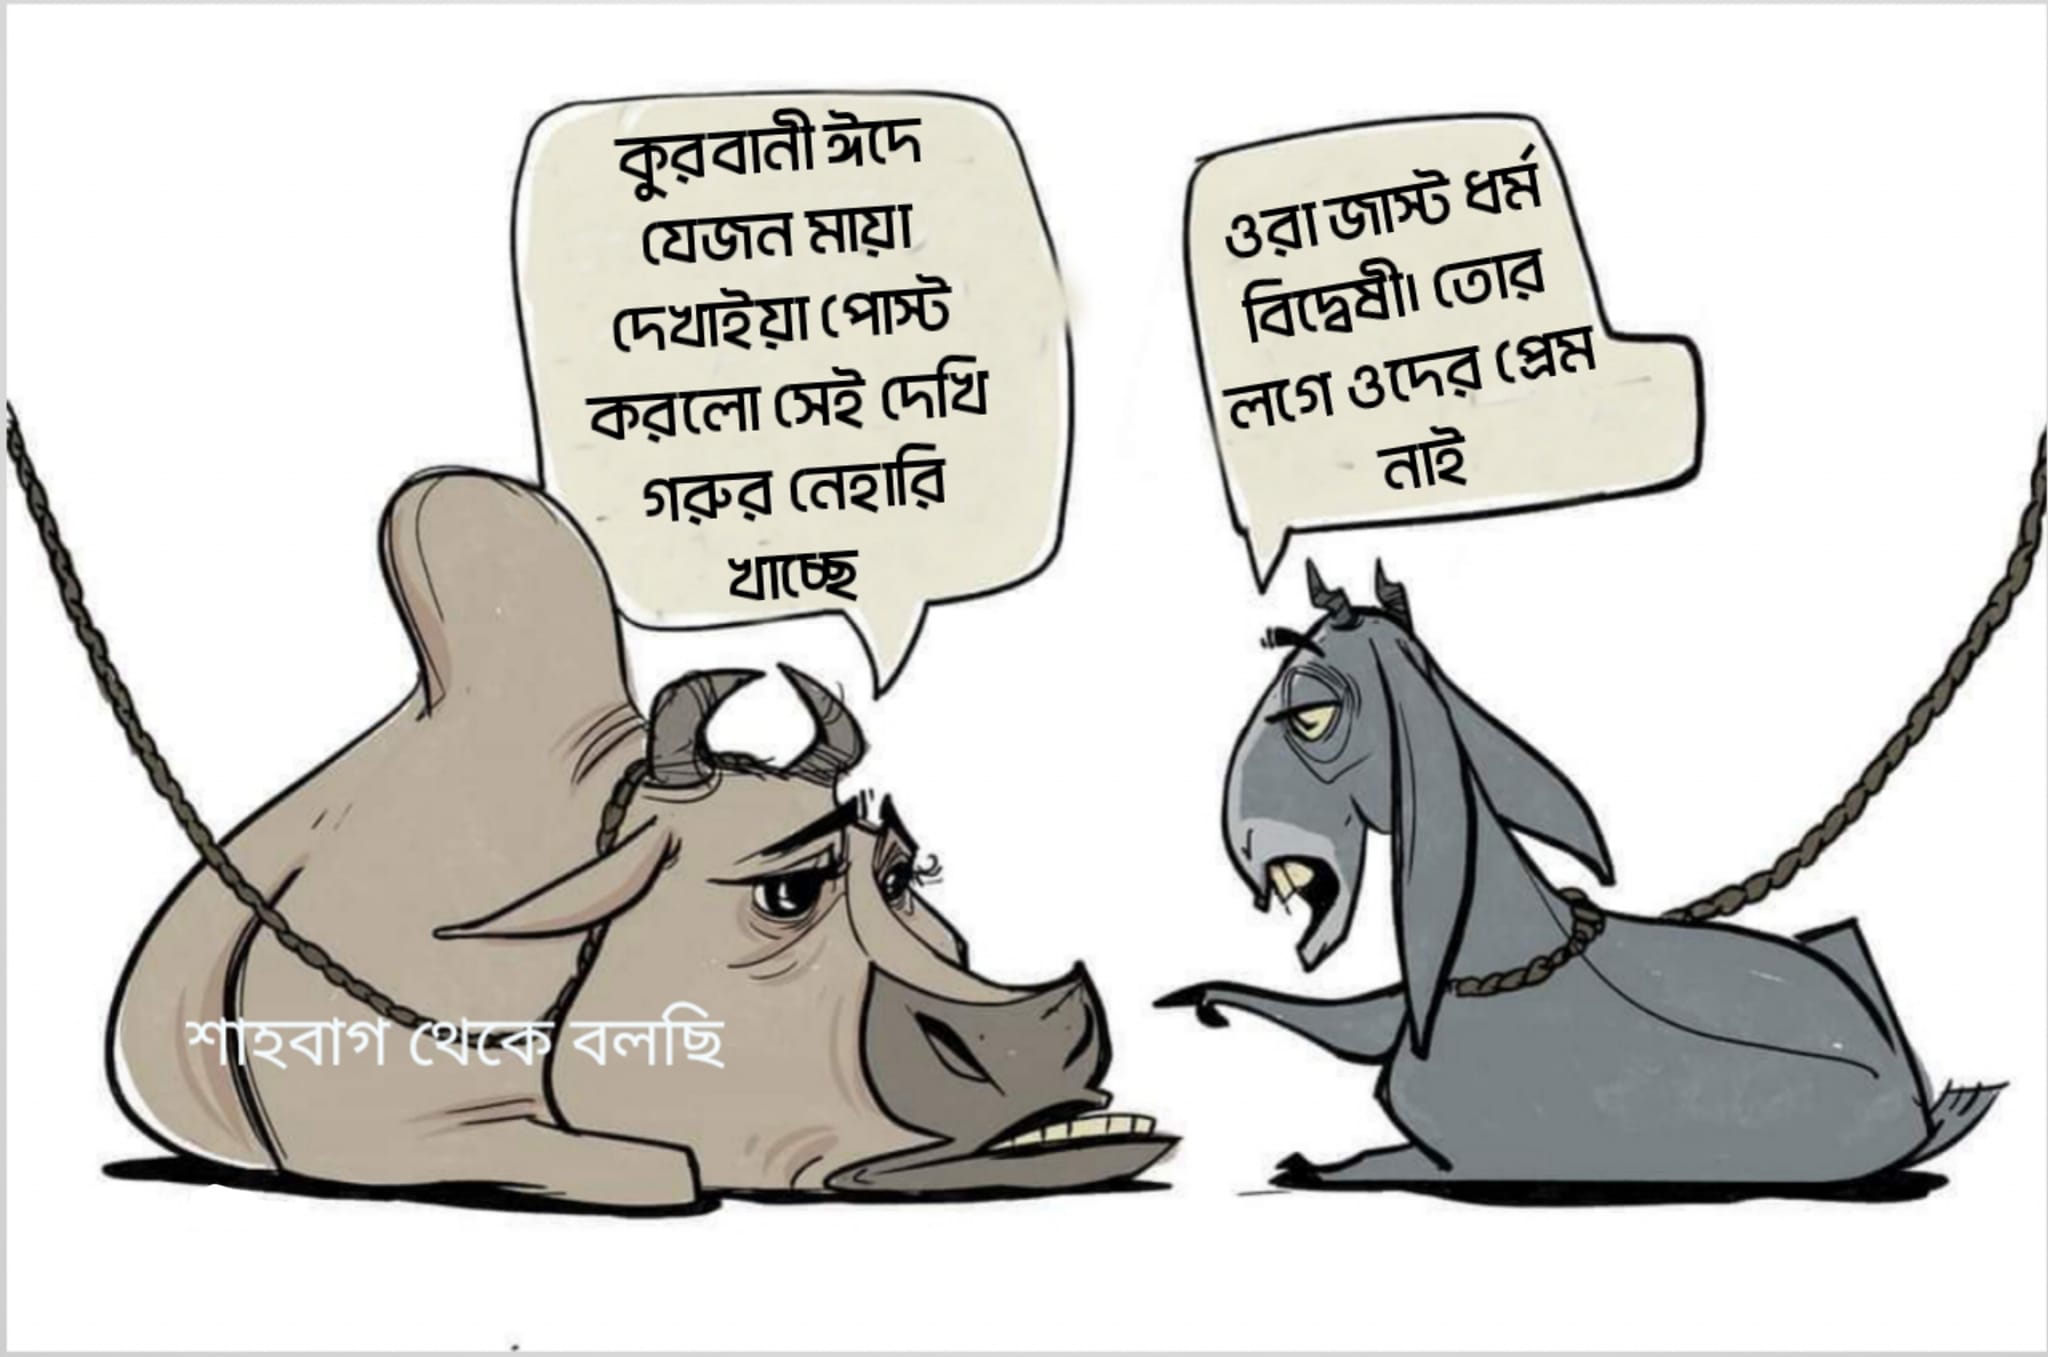 কুরবানী ঈদে
যেজন মায়া
দেখাইয়া পোস্ট
করলো সেই দেখি
গরুর নেহারি
খাচ্ছে
ওরা জাস্ট ধর্ম
বিদ্বেষী। তোর
লগে ওদের প্রেম
নাই
শাহবাগ থেকে বলছি